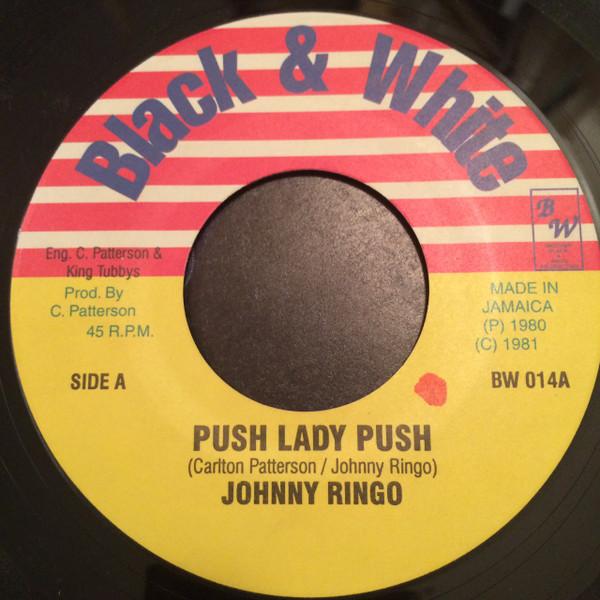 Black & White
B
W
Eng. C. Patterson &
King Tubbys
Prod. By
C. Patterson
45 R.P.M.
MADE IN
JAMAICA
(P) 1980
(C) 1981
SIDE A
BW 014A
PUSH LADY PUSH
(Carlton Patterson / Johnny Ringo)
JOHNNY RINGO